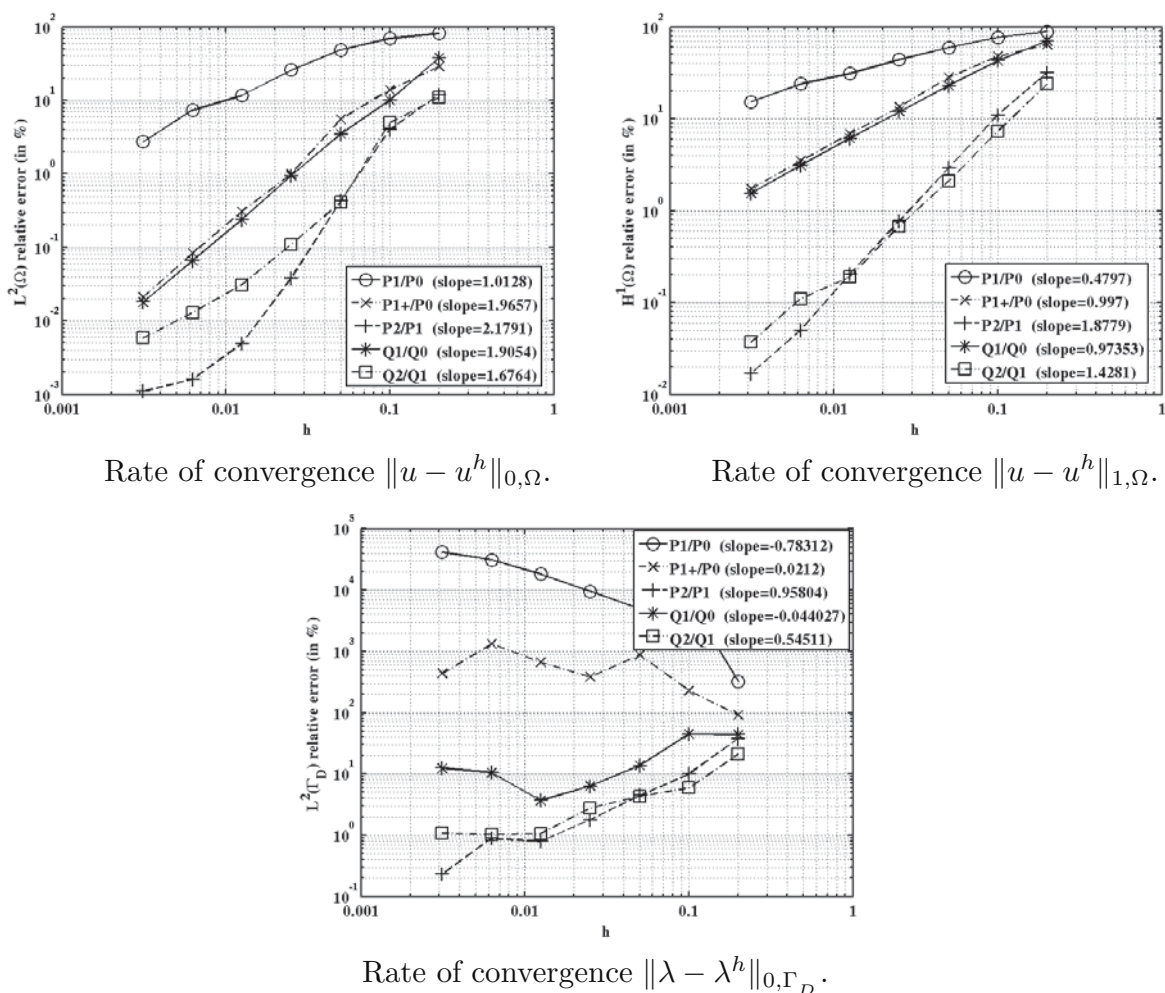 L²(Ω) relative error (in %)
10²
10¹
10⁰
10⁻¹
10⁻²
10⁻³
0.001
0.01
0.1
1
h
P1/P0 (slope=1.0128)
P1+/P0 (slope=1.9657)
P2/P1 (slope=2.1791)
Q1/Q0 (slope=1.9054)
Q2/Q1 (slope=1.6764)
Rate of convergence ‖u − uʰ‖₀,Ω.
H¹(Ω) relative error (in %)
10²
10¹
10⁰
10⁻¹
10⁻²
0.001
0.01
0.1
1
h
P1/P0 (slope=0.4797)
P1+/P0 (slope=0.997)
P2/P1 (slope=1.8779)
Q1/Q0 (slope=0.97353)
Q2/Q1 (slope=1.4281)
Rate of convergence ‖u − uʰ‖₁,Ω.
L²(Γ_D) relative error (in %)
10⁵
10⁴
10³
10²
10¹
10⁰
10⁻¹
0.001
0.01
0.1
1
h
P1/P0 (slope=-0.78312)
P1+/P0 (slope=0.0212)
P2/P1 (slope=0.95804)
Q1/Q0 (slope=-0.044027)
Q2/Q1 (slope=0.54511)
Rate of convergence ‖λ − λʰ‖₀,Γ_D.